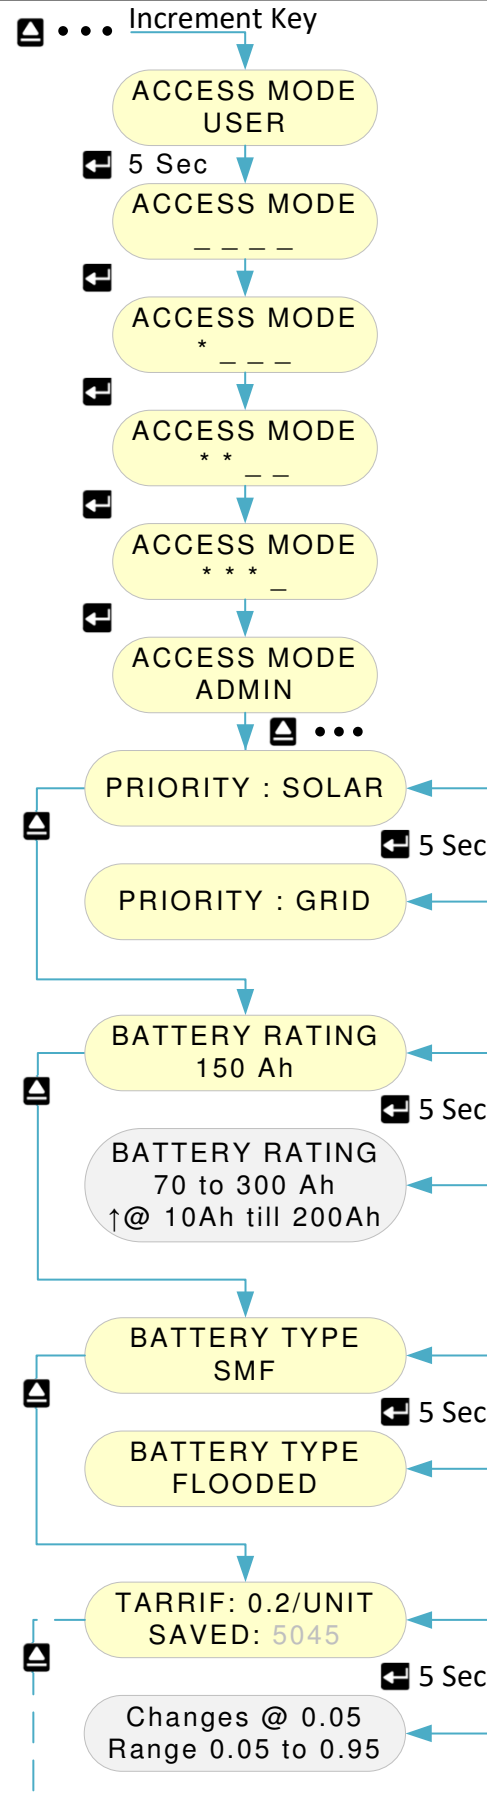 Increment Key
ACCESS MODE
USER
5 Sec
ACCESS MODE
_ _ _ _
ACCESS MODE
* _ _ _
ACCESS MODE
* * _ _
ACCESS MODE
* * * _
ACCESS MODE
ADMIN
PRIORITY : SOLAR
5 Sec
PRIORITY : GRID
BATTERY RATING
150 Ah
5 Sec
BATTERY RATING
70 to 300 Ah
↑@ 10Ah till 200Ah
BATTERY TYPE
SMF
5 Sec
BATTERY TYPE
FLOODED
TARRIF: 0.2/UNIT
SAVED: 5045
5 Sec
Changes @ 0.05
Range 0.05 to 0.95